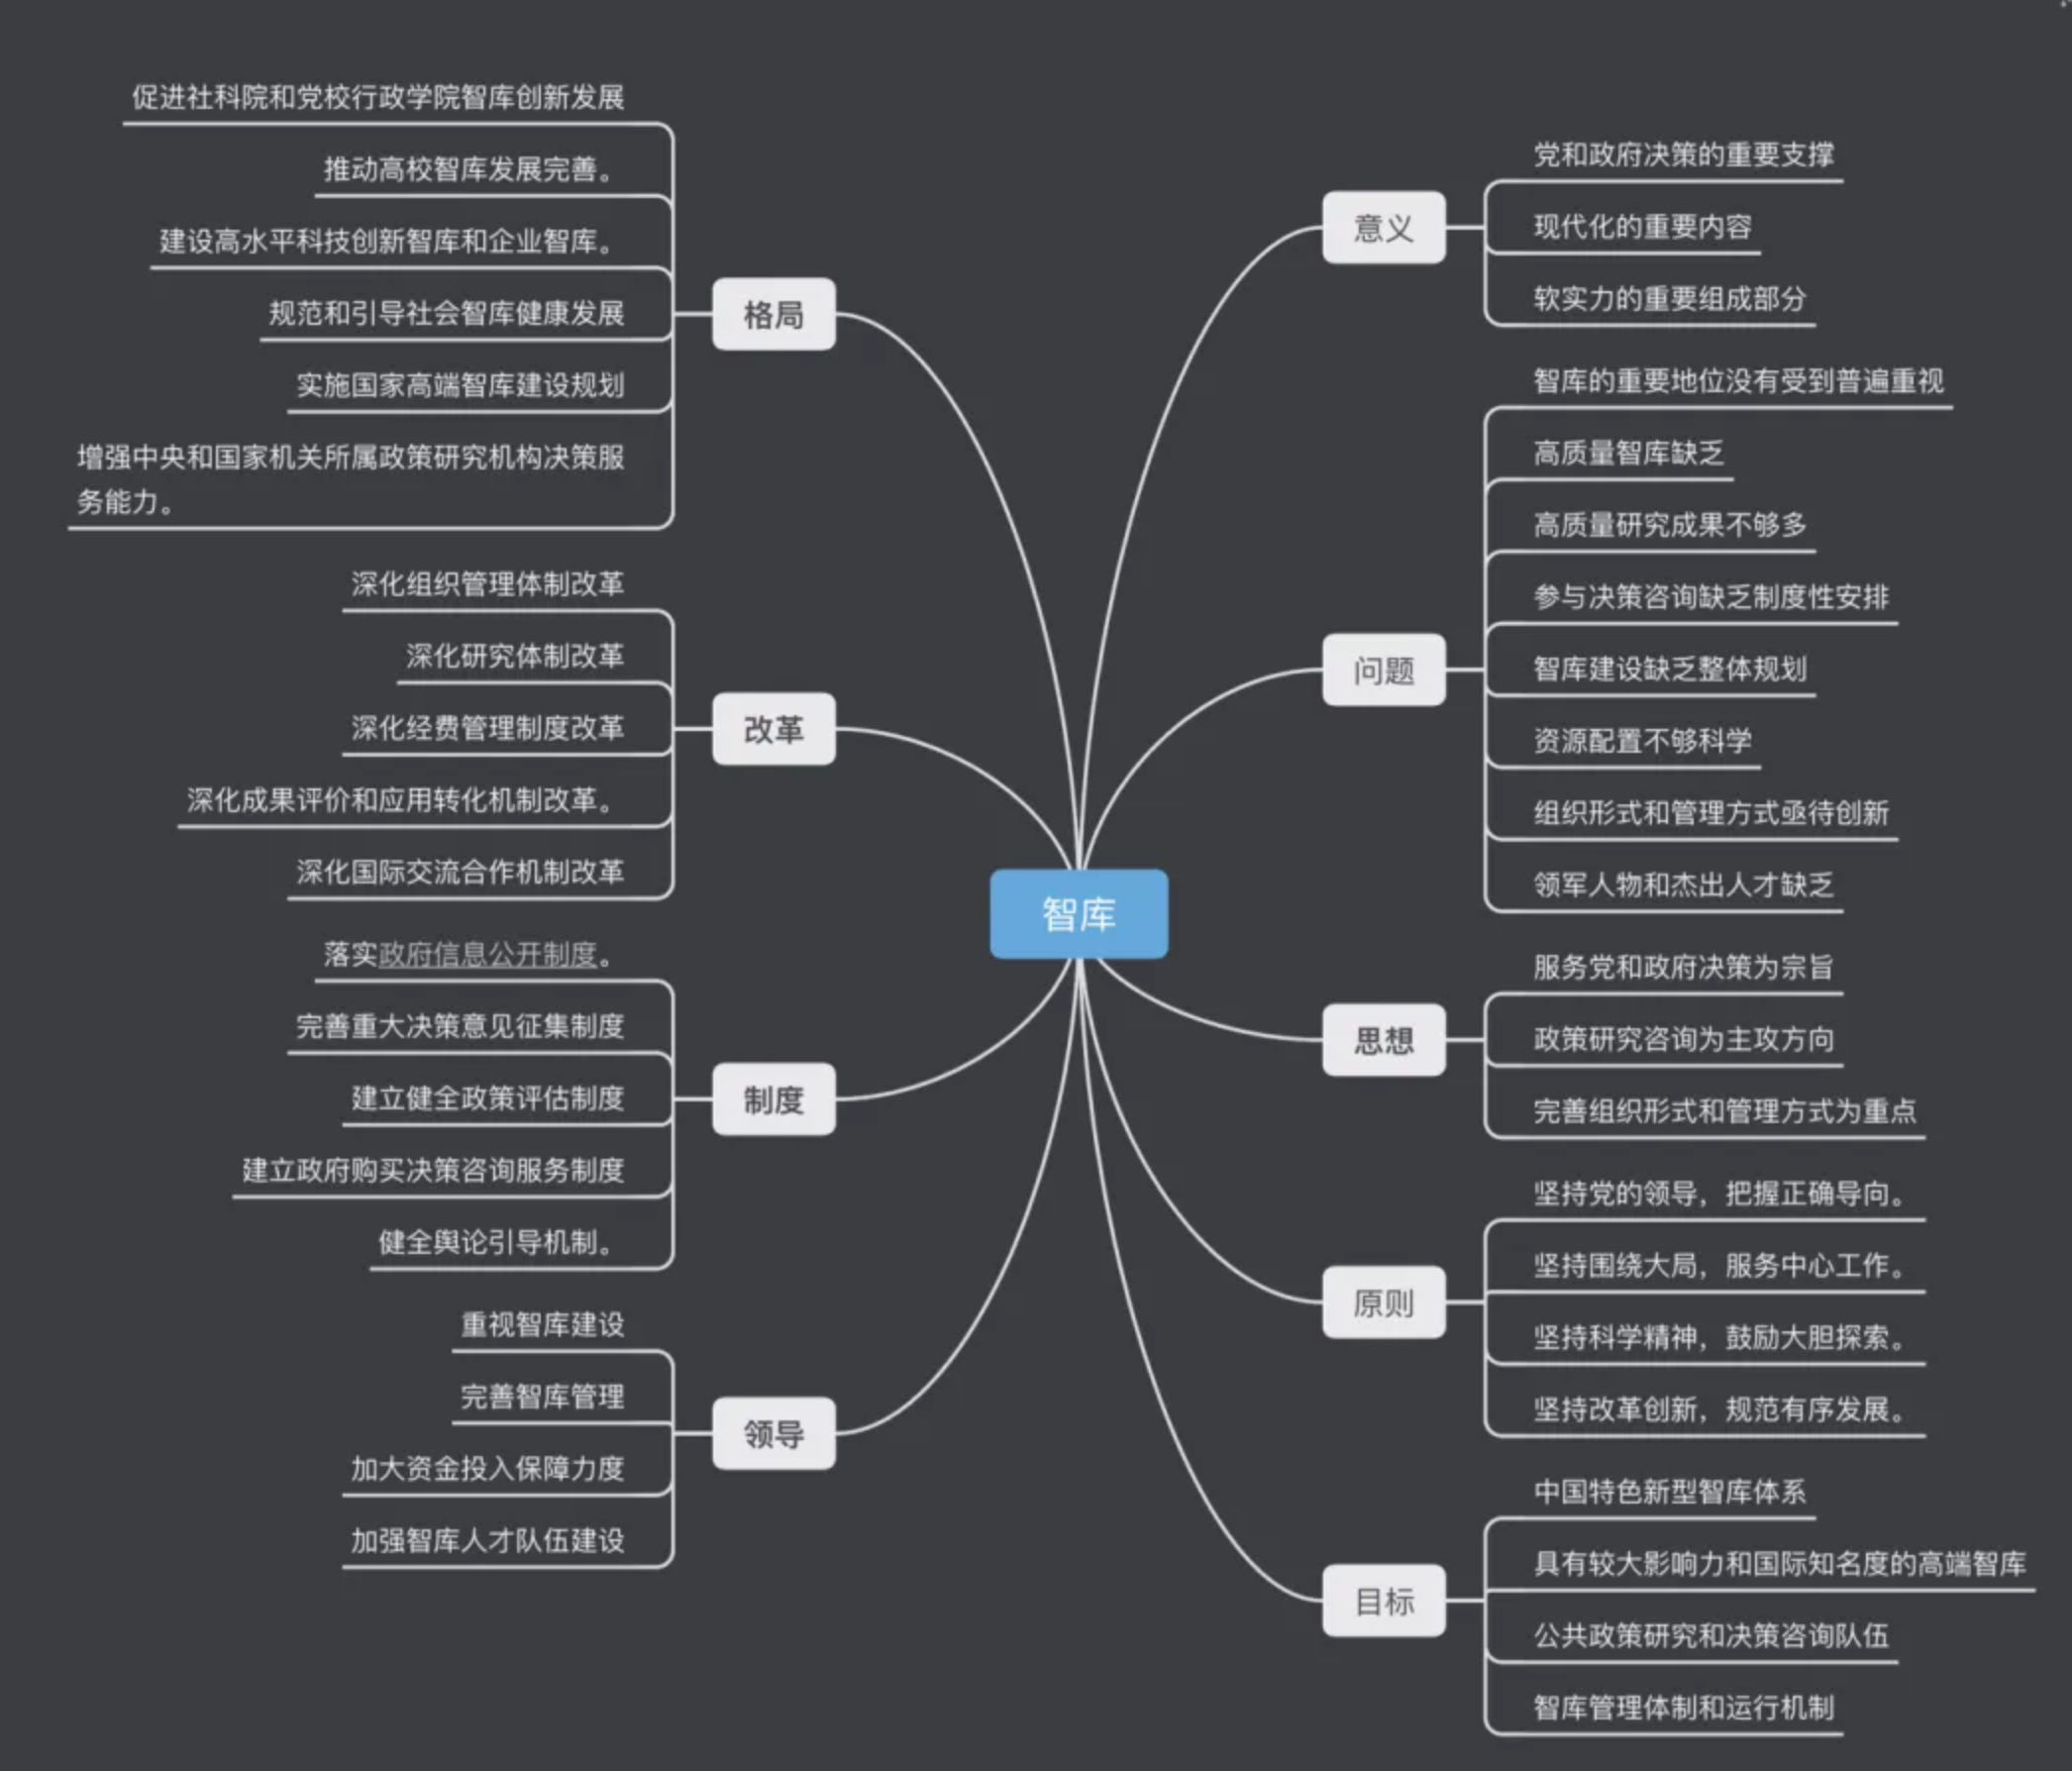 智库
意义
党和政府决策的重要支撑
现代化的重要内容
软实力的重要组成部分
问题
智库的重要地位没有受到普遍重视
高质量智库缺乏
高质量研究成果不够多
参与决策咨询缺乏制度性安排
智库建设缺乏整体规划
资源配置不够科学
组织形式和管理方式亟待创新
领军人物和杰出人才缺乏
思想
服务党和政府决策为宗旨
政策研究咨询为主攻方向
完善组织形式和管理方式为重点
原则
坚持党的领导，把握正确导向。
坚持围绕大局，服务中心工作。
坚持科学精神，鼓励大胆探索。
坚持改革创新，规范有序发展。
目标
中国特色新型智库体系
具有较大影响力和国际知名度的高端智库
公共政策研究和决策咨询队伍
智库管理体制和运行机制
格局
促进社科院和党校行政学院智库创新发展
推动高校智库发展完善。
建设高水平科技创新智库和企业智库。
规范和引导社会智库健康发展
实施国家高端智库建设规划
增强中央和国家机关所属政策研究机构决策服
务能力。
改革
深化组织管理体制改革
深化研究体制改革
深化经费管理制度改革
深化成果评价和应用转化机制改革。
深化国际交流合作机制改革
制度
落实政府信息公开制度。
完善重大决策意见征集制度
建立健全政策评估制度
建立政府购买决策咨询服务制度
健全舆论引导机制。
领导
重视智库建设
完善智库管理
加大资金投入保障力度
加强智库人才队伍建设